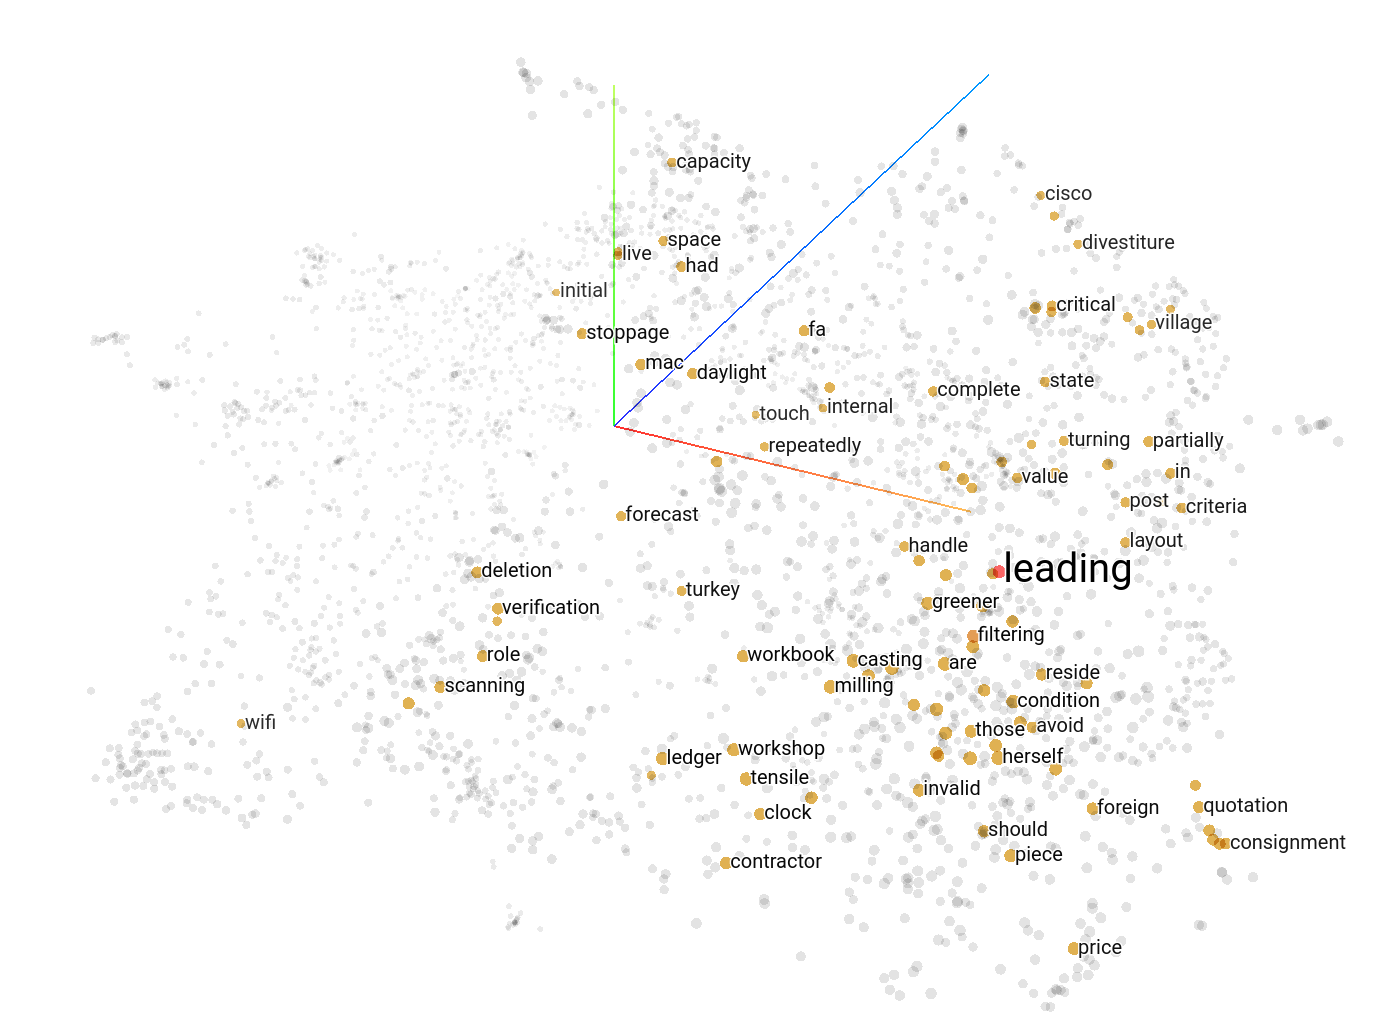 capacity
cisco
space
divestiture
live
had
initial
critical
village
fa
stoppage
mac
daylight
state
complete
internal
touch
turning
partially
repeatedly
in
value
post
criteria
forecast
layout
handle
leading
deletion
turkey
greener
verification
filtering
role
workbook
casting
are
reside
scanning
milling
condition
wifi
those
avoid
workshop
ledger
herself
tensile
invalid
quotation
foreign
clock
should
consignment
piece
contractor
price